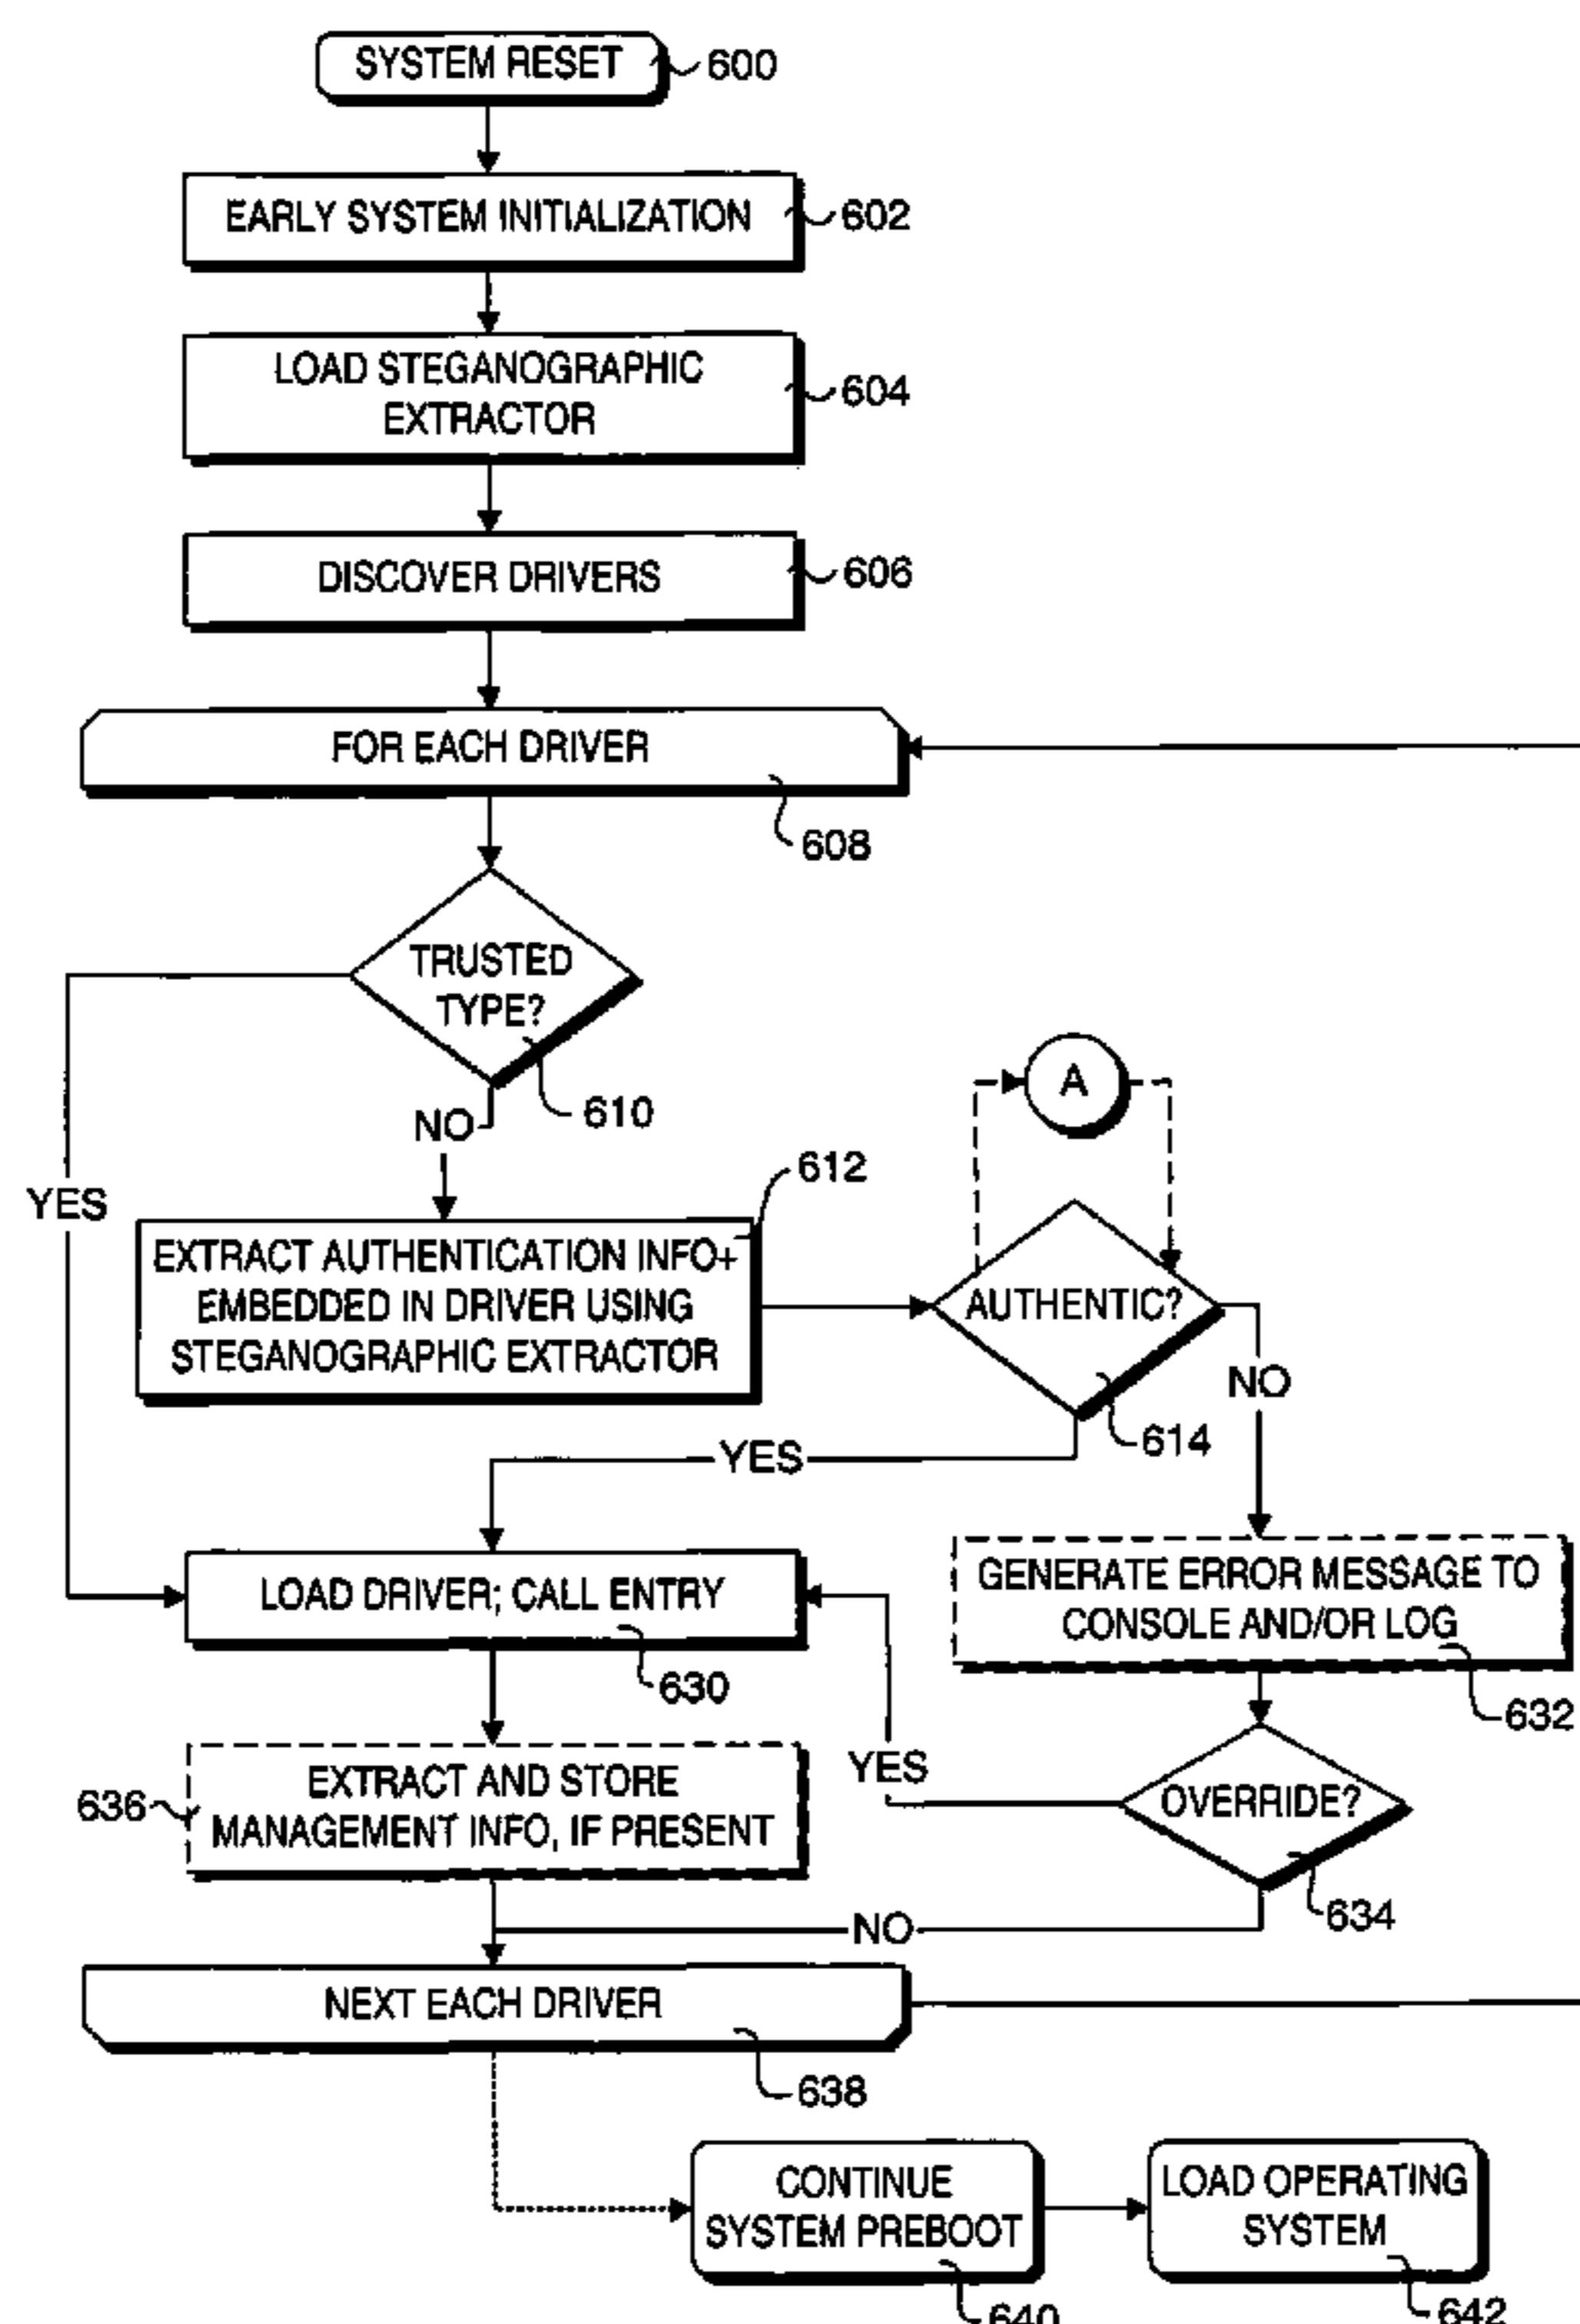 SYSTEM RESET
600
EARLY SYSTEM INITIALIZATION
602
LOAD STEGANOGRAPHIC
EXTRACTOR
604
DISCOVER DRIVERS
606
FOR EACH DRIVER
608
TRUSTED
TYPE?
610
NO
YES
A
612
EXTRACT AUTHENTICATION INFO+
EMBEDDED IN DRIVER USING
STEGANOGRAPHIC EXTRACTOR
AUTHENTIC?
614
NO
YES
LOAD DRIVER; CALL ENTRY
630
GENERATE ERROR MESSAGE TO
CONSOLE AND/OR LOG
632
636
EXTRACT AND STORE
MANAGEMENT INFO, IF PRESENT
YES
OVERRIDE?
634
NO
NEXT EACH DRIVER
638
CONTINUE
SYSTEM PREBOOT
640
LOAD OPERATING
SYSTEM
642